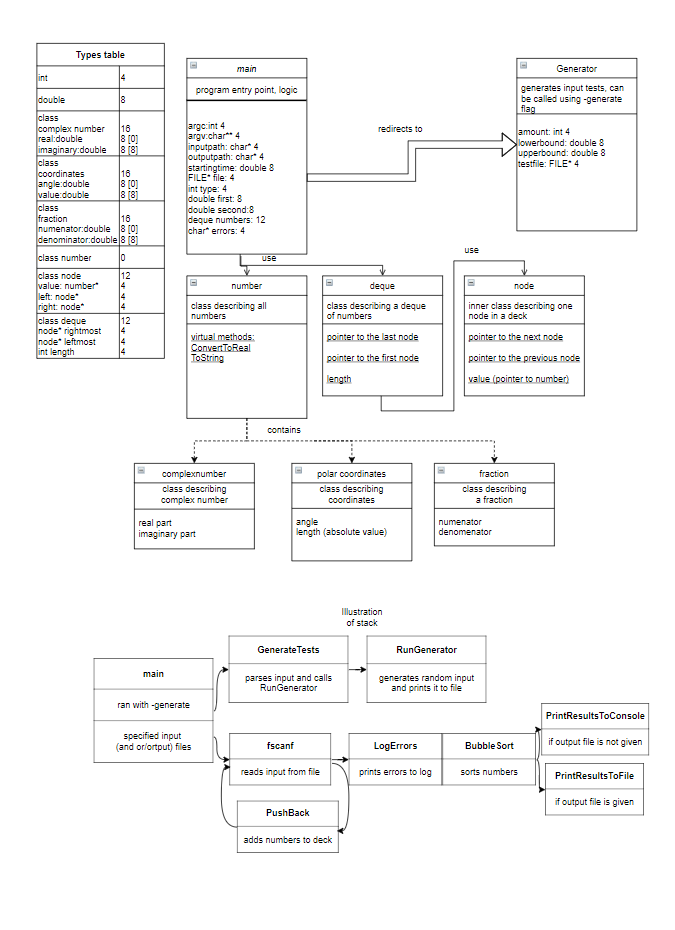 Types table
int 4
double 8
class
complex number 16
real:double 8 [0]
imaginary:double 8 [8]
class
coordinates 16
angle:double 8 [0]
value:double 8 [8]
class
fraction 16
numenator:double 8 [0]
denominator:double 8 [8]
class number 0
class node 12
value: number* 4
left: node* 4
right: node* 4
class deque 12
node* rightmost 4
node* leftmost 4
int length 4
main
program entry point, logic
argc:int 4
argv:char** 4
inputpath: char* 4
outputpath: char* 4
startingtime: double 8
FILE* file: 4
int type: 4
double first: 8
double second:8
deque numbers: 12
char* errors: 4
redirects to
Generator
generates input tests, can
be called using -generate
flag
amount: int 4
lowerbound: double 8
upperbound: double 8
testfile: FILE* 4
use
use
number
class describing all
numbers
virtual methods:
ConvertToReal
ToString
deque
class describing a deque
of numbers
pointer to the last node
pointer to the first node
length
node
inner class describing one
node in a deck
pointer to the next node
pointer to the previous node
value (pointer to number)
contains
complexnumber
class describing
complex number
real part
imaginary part
polar coordinates
class describing
coordinates
angle
length (absolute value)
fraction
class describing
a fraction
numenator
denomenator
Illustration
of stack
main
ran with -generate
specified input
(and or/ortput) files
GenerateTests
parses input and calls
RunGenerator
RunGenerator
generates random input
and prints it to file
fscanf
reads input from file
LogErrors
prints errors to log
BubbleSort
sorts numbers
PrintResultsToConsole
if output file is not given
PrintResultsToFile
if output file is given
PushBack
adds numbers to deck